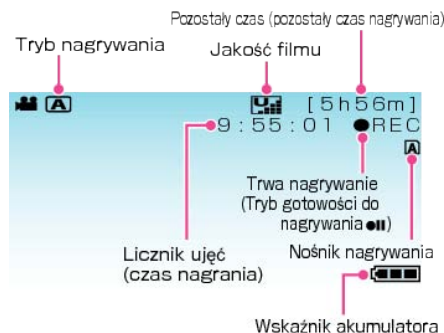 Pozostały czas (pozostały czas nagrywania)
Tryb nagrywania
Jakość filmu
A
[5h56m]
9:55:01 ●REC
A
Trwa nagrywanie
(Tryb gotowości do
nagrywania ●II)
Licznik ujęć
(czas nagrania)
Nośnik nagrywania
Wskaźnik akumulatora